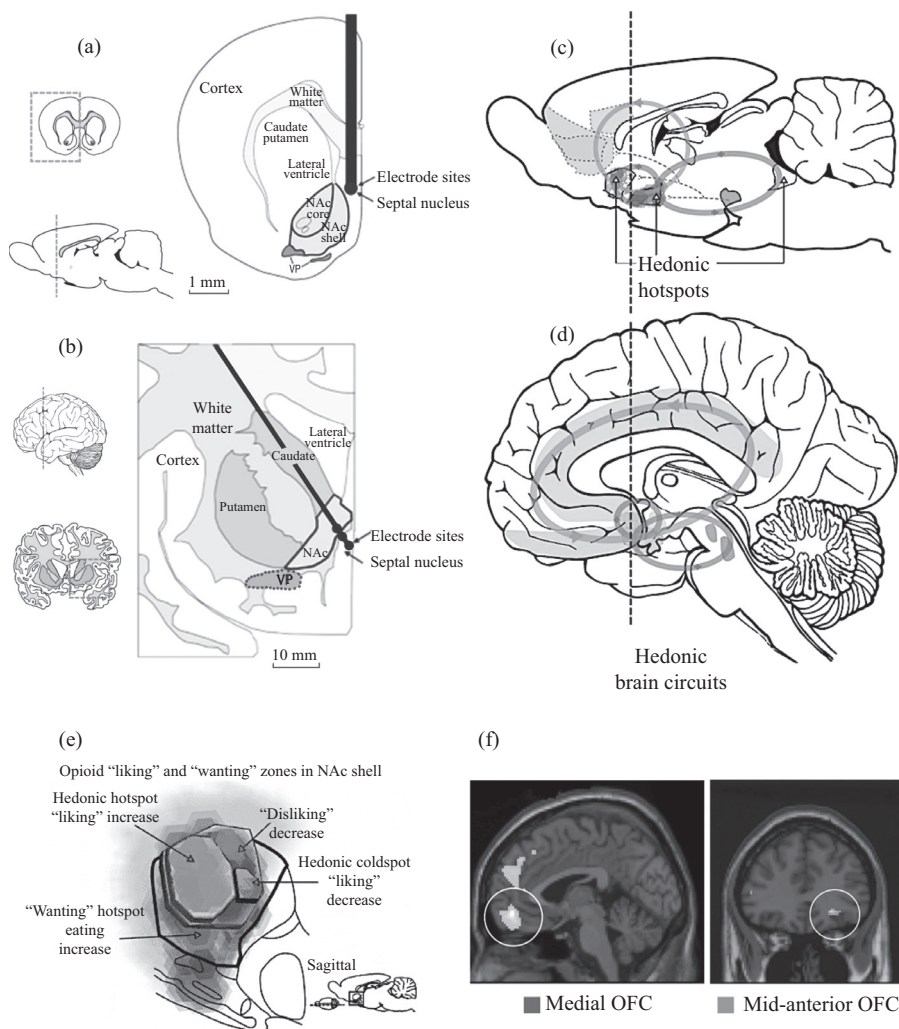 (a)
Cortex
White
matter
Caudate
putamen
Lateral
ventricle
NAc
core
NAc
shell
VP
Electrode sites
Septal nucleus
1 mm
(b)
White
matter
Lateral
ventricle
Caudate
Cortex
Putamen
NAc
VP
Electrode sites
Septal nucleus
10 mm
(c)
Hedonic
hotspots
(d)
Hedonic
brain circuits
(e)
Opioid “liking” and “wanting” zones in NAc shell
Hedonic hotspot
“liking” increase
“Disliking”
decrease
Hedonic coldspot
“liking”
decrease
“Wanting” hotspot
eating
increase
Sagittal
(f)
Medial OFC
Mid-anterior OFC